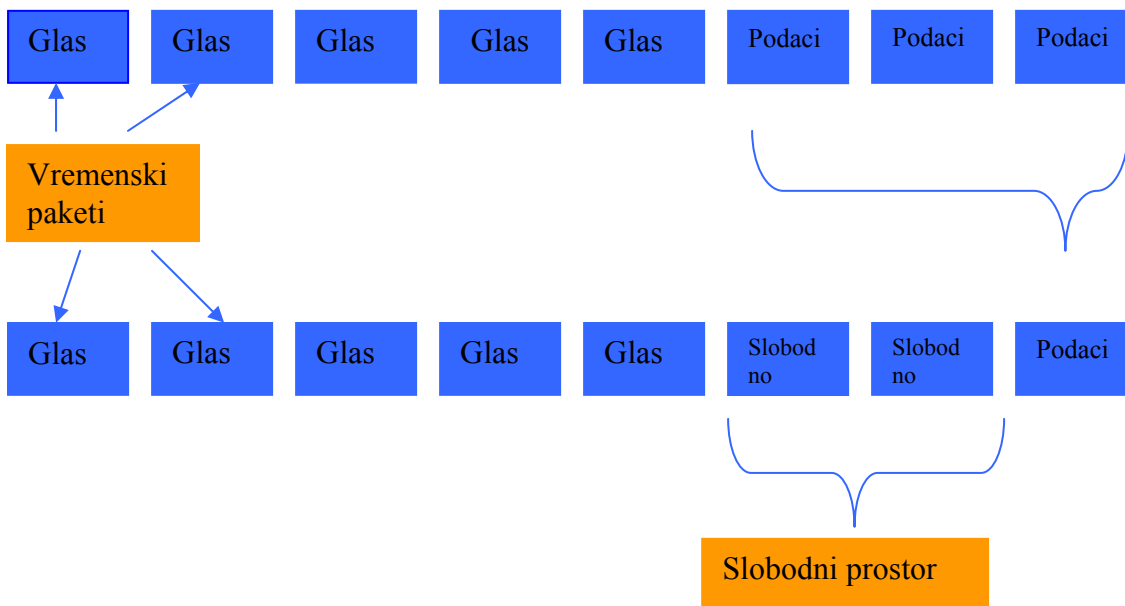 Glas Glas Glas Glas Glas Podaci Podaci Podaci
Vremenski
paketi
Glas Glas Glas Glas Glas Slobod
no Slobod
no Podaci
Slobodni prostor